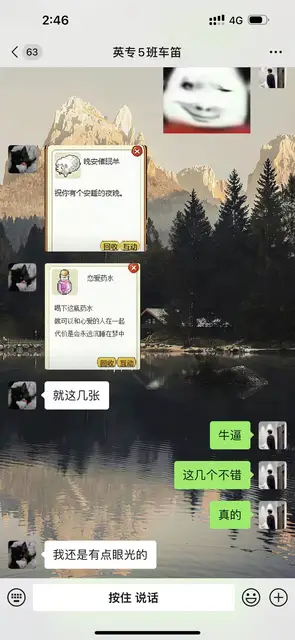 2:46
4G
63
英专5班车笛
晚安催眠羊
祝你有个安睡的夜晚。
回收 互动
恋爱药水
喝下这瓶药水
就可以和心爱的人在一起
代价是会永远沉睡在梦中
回收 互动
就这几张
牛逼
这几个不错
真的
我还是有点眼光的
按住 说话